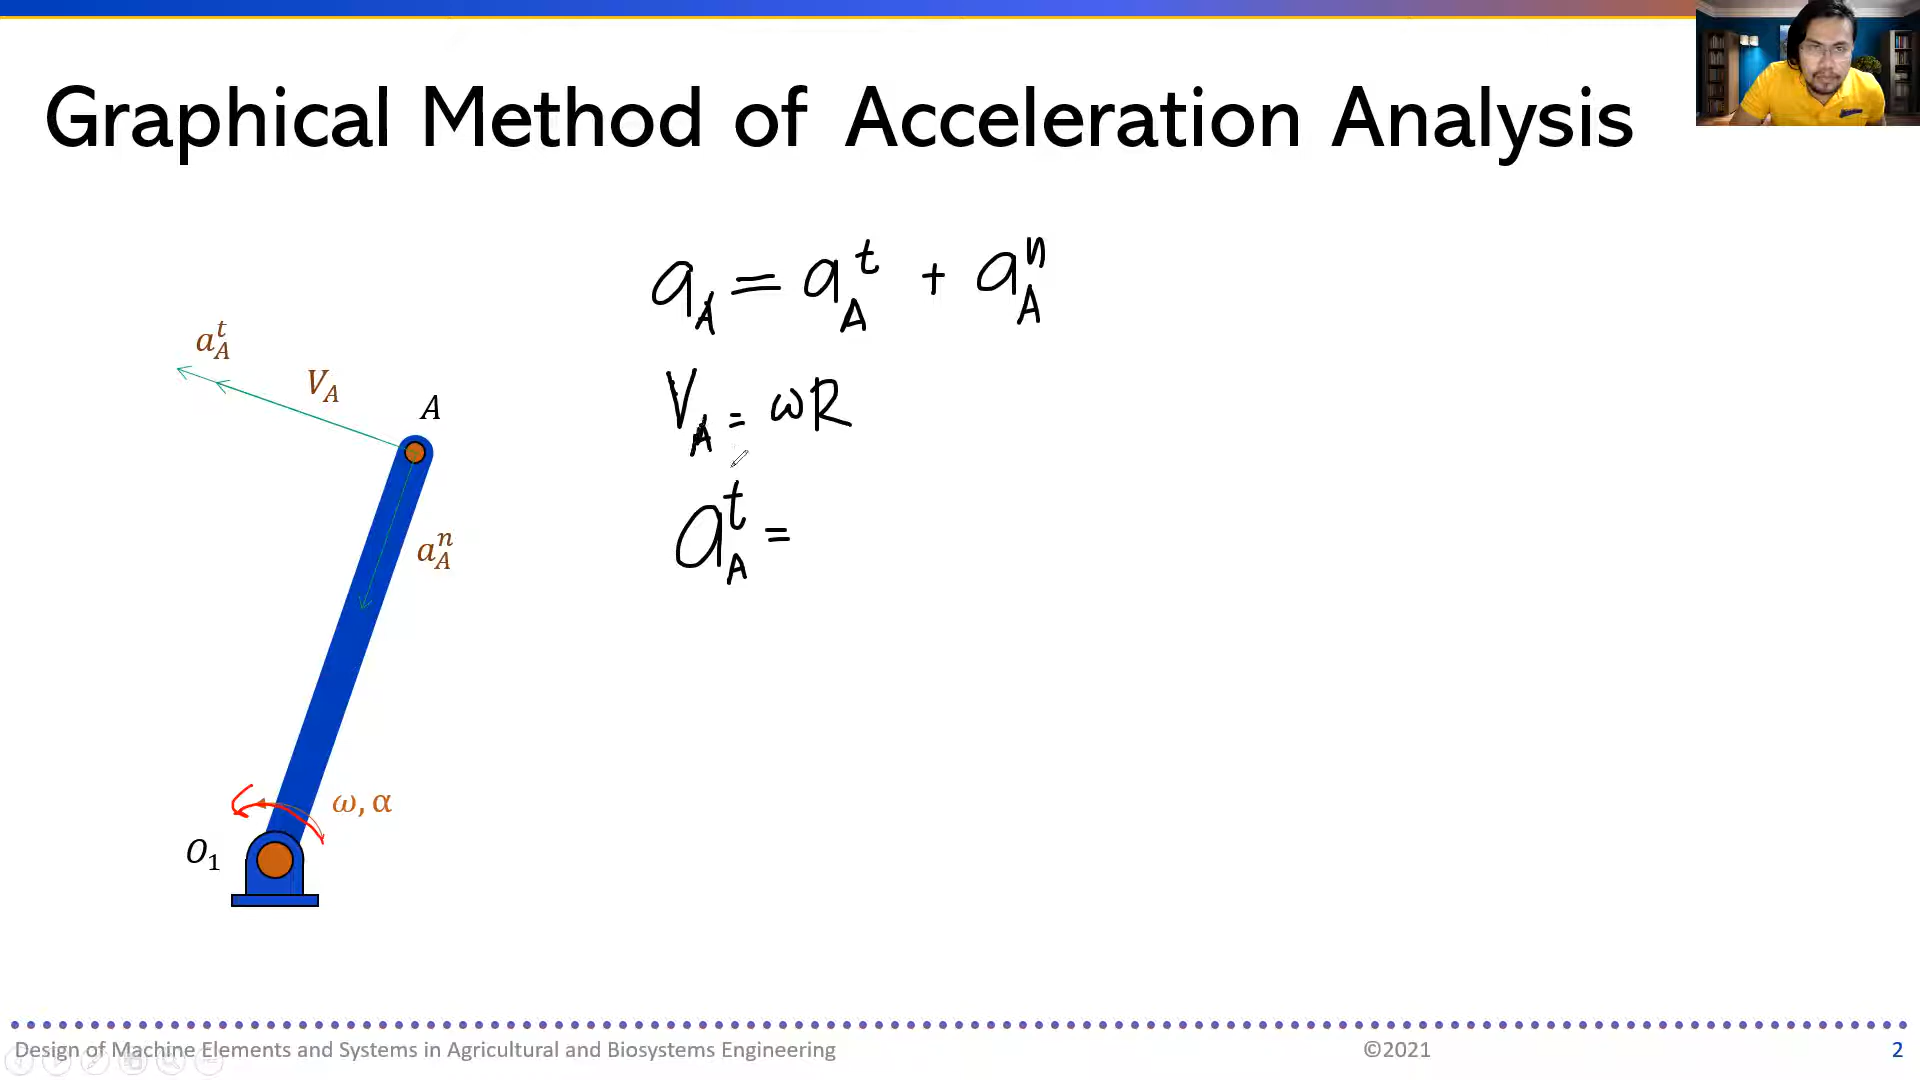 Graphical Method of Acceleration Analysis
a_A = a_A^t + a_A^n
a_A^t
V_A
A
V_A = ωR
a_A^t =
a_A^n
ω, α
O_1
Design of Machine Elements and Systems in Agricultural and Biosystems Engineering
©2021
2